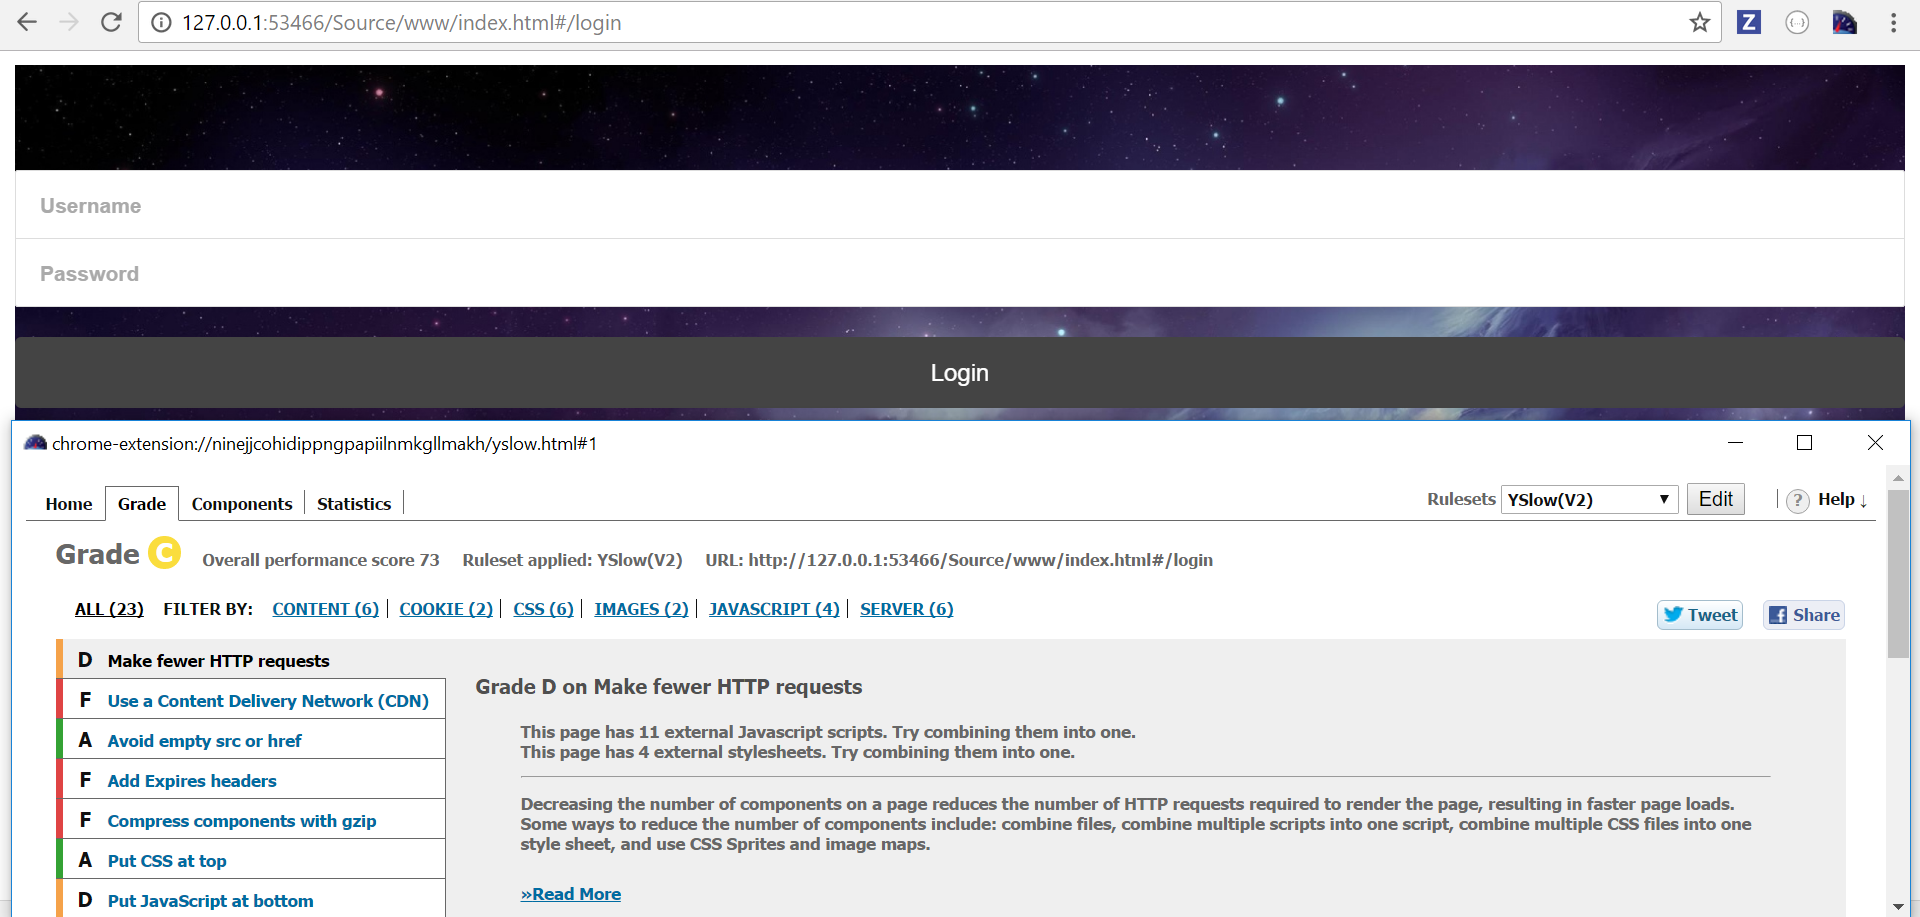 127.0.0.1:53466/Source/www/index.html#/login
Z
Username
Password
Login
chrome-extension://ninejjcohidippngpapiilnmkgllmakh/yslow.html#1
Home Grade Components Statistics Rulesets YSlow(V2) Edit ? Help ↓
Grade C Overall performance score 73 Ruleset applied: YSlow(V2) URL: http://127.0.0.1:53466/Source/www/index.html#/login
ALL (23) FILTER BY: CONTENT (6) COOKIE (2) CSS (6) IMAGES (2) JAVASCRIPT (4) SERVER (6) Tweet Share
D Make fewer HTTP requests
F Use a Content Delivery Network (CDN)
A Avoid empty src or href
F Add Expires headers
F Compress components with gzip
A Put CSS at top
D Put JavaScript at bottom
Grade D on Make fewer HTTP requests
This page has 11 external Javascript scripts. Try combining them into one.
This page has 4 external stylesheets. Try combining them into one.
Decreasing the number of components on a page reduces the number of HTTP requests required to render the page, resulting in faster page loads.
Some ways to reduce the number of components include: combine files, combine multiple scripts into one script, combine multiple CSS files into one
style sheet, and use CSS Sprites and image maps.
»Read More